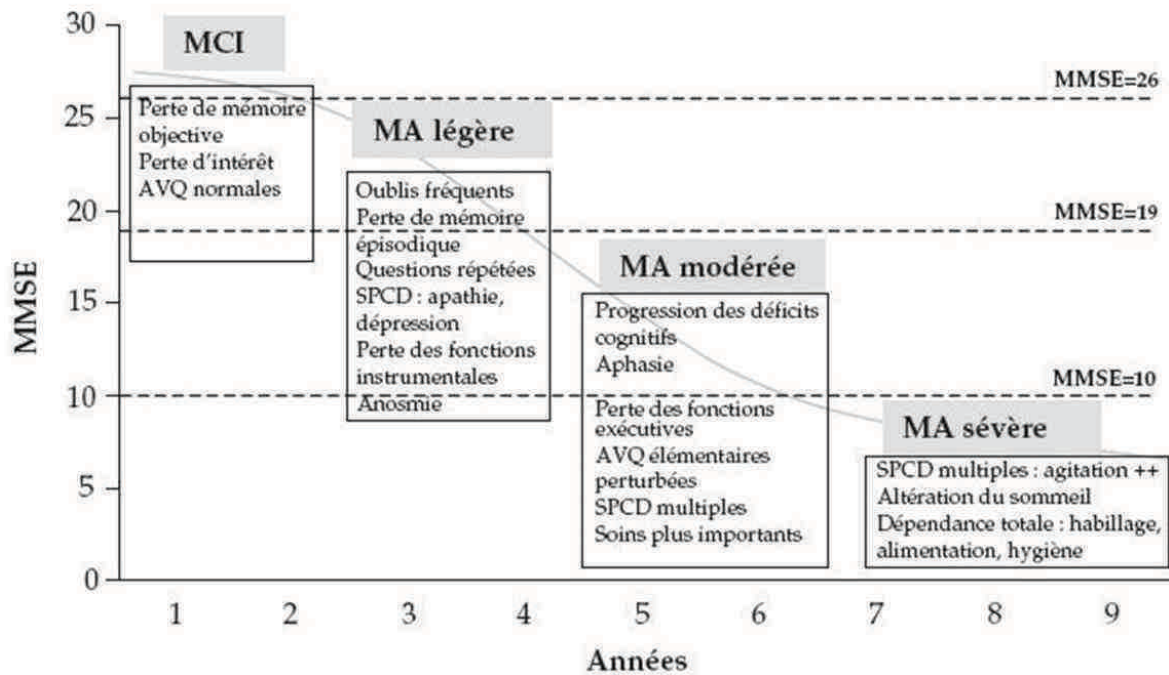 MMSE
30
25
20
15
10
5
0
MCI
Perte de mémoire
objective
Perte d'intérêt
AVQ normales
MA légère
Oublis fréquents
Perte de mémoire
épisodique
Questions répétées
SPCD : apathie,
dépression
Perte des fonctions
instrumentales
Anosmie
MA modérée
Progression des déficits
cognitifs
Aphasie
Perte des fonctions
exécutives
AVQ élémentaires
perturbées
SPCD multiples
Soins plus importants
MA sévère
SPCD multiples : agitation ++
Altération du sommeil
Dépendance totale : habillage,
alimentation, hygiène
MMSE=26
MMSE=19
MMSE=10
1 2 3 4 5 6 7 8 9
Années